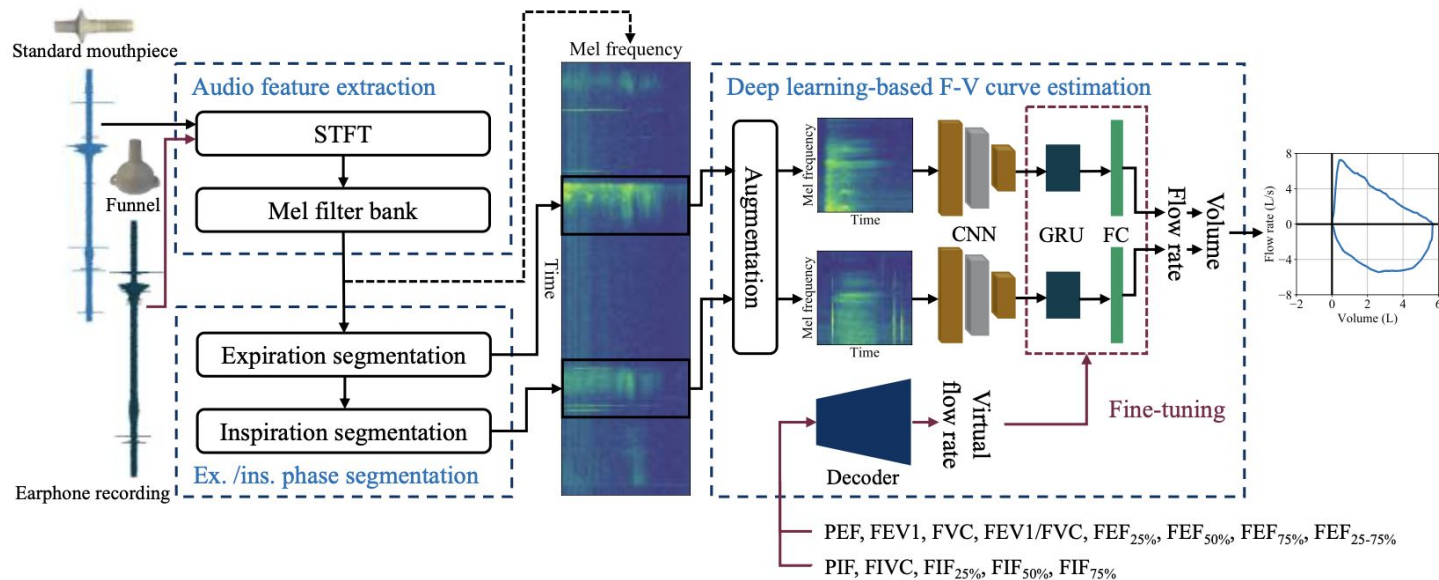 Standard mouthpiece
Funnel
Earphone recording
Audio feature extraction
STFT
Mel filter bank
Expiration segmentation
Inspiration segmentation
Ex. /ins. phase segmentation
Mel frequency
Time
Deep learning-based F-V curve estimation
Augmentation
Mel frequency
Time
Mel frequency
Time
CNN
GRU
FC
Flow rate
Volume
Fine-tuning
Decoder
Virtual
flow rate
Flow rate (L/s)
8
4
0
−4
−8
−2
0
2
4
6
Volume (L)
PEF, FEV1, FVC, FEV1/FVC, FEF25%, FEF50%, FEF75%, FEF25-75%
PIF, FIVC, FIF25%, FIF50%, FIF75%